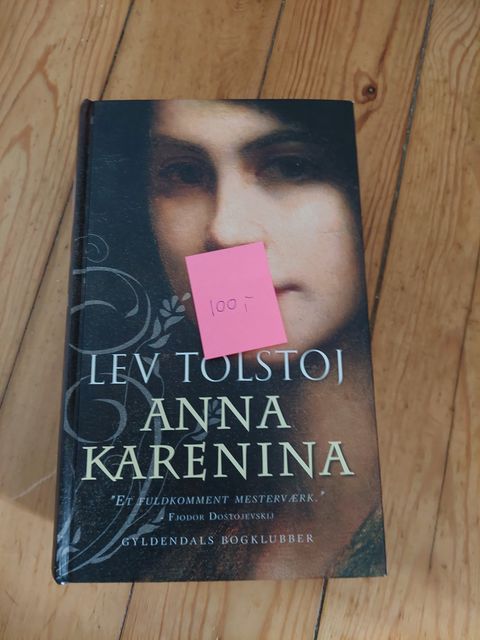 100,-
LEV TOLSTOJ
ANNA
KARENINA
"ET FULDKOMMENT MESTERVÆRK."
- FJODOR DOSTOJEVSKIJ
GYLDENDALS BOGKLUBBER